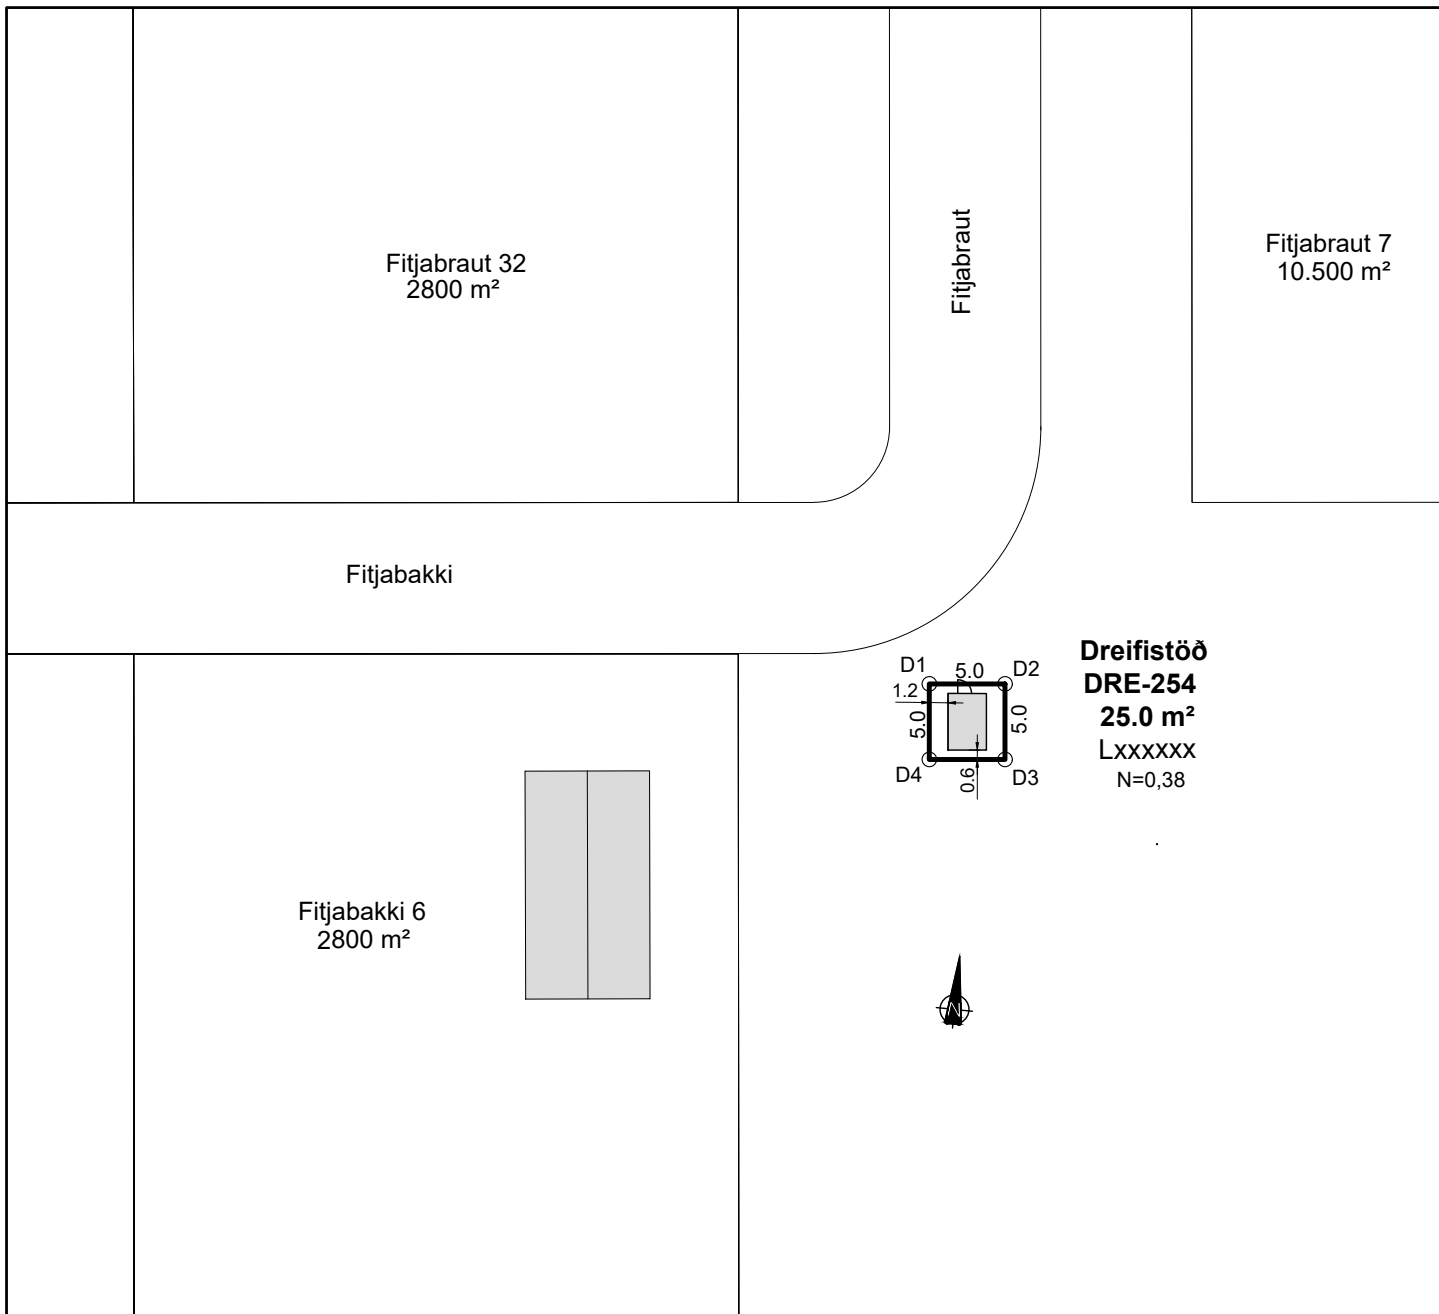 Fitjabraut 32
2800 m²
Fitjabraut
Fitjabraut 7
10.500 m²
Fitjabakki
Dreifistöð
DRE-254
25.0 m²
Lxxxxxx
N=0,38
D1
5.0
D2
1.2
5.0
5.0
D4
0.6
D3
Fitjabakki 6
2800 m²
N